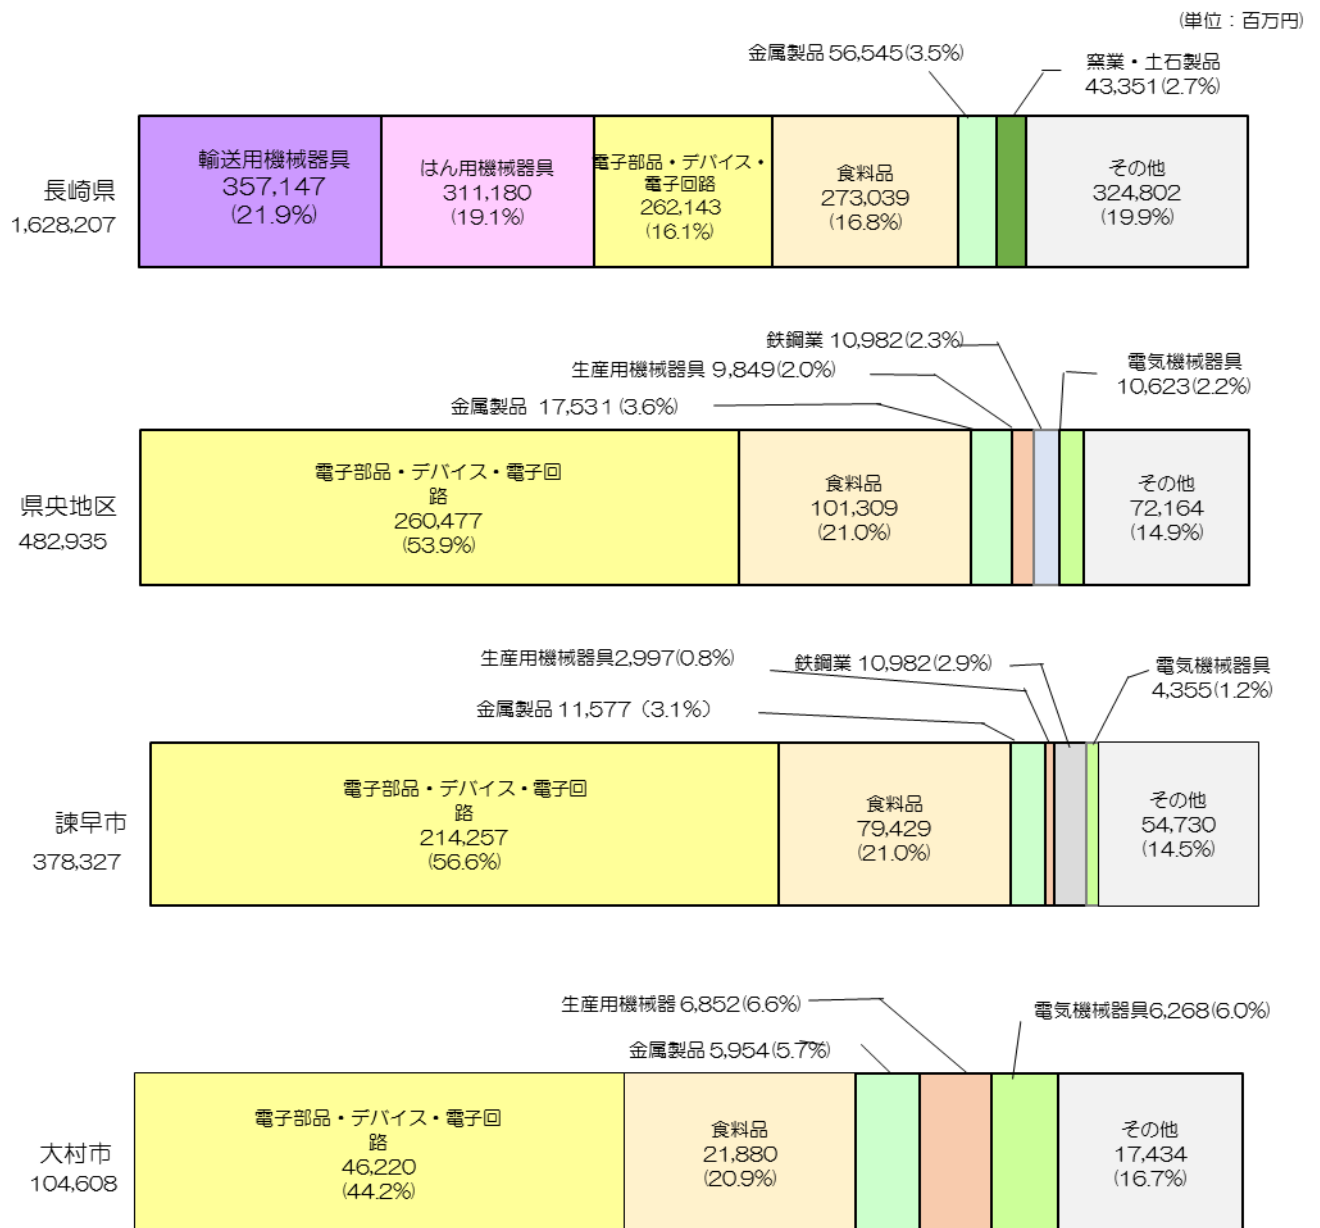 (単位：百万円)
金属製品 56,545(3.5%)
窯業・土石製品
43,351(2.7%)
長崎県
1,628,207
輸送用機械器具
357,147
(21.9%)
はん用機械器具
311,180
(19.1%)
電子部品・デバイス・
電子回路
262,143
(16.1%)
食料品
273,039
(16.8%)
その他
324,802
(19.9%)
鉄鋼業 10,982(2.3%)
生産用機械器具 9,849(2.0%)
電気機械器具
10,623(2.2%)
金属製品 17,531(3.6%)
県央地区
482,935
電子部品・デバイス・電子回
路
260,477
(53.9%)
食料品
101,309
(21.0%)
その他
72,164
(14.9%)
生産用機械器具2,997(0.8%)
鉄鋼業 10,982(2.9%)
電気機械器具
4,355(1.2%)
金属製品 11,577（3.1%）
諫早市
378,327
電子部品・デバイス・電子回
路
214,257
(56.6%)
食料品
79,429
(21.0%)
その他
54,730
(14.5%)
生産用機械器 6,852(6.6%)
電気機械器具6,268(6.0%)
金属製品 5,954(5.7%)
大村市
104,608
電子部品・デバイス・電子回
路
46,220
(44.2%)
食料品
21,880
(20.9%)
その他
17,434
(16.7%)